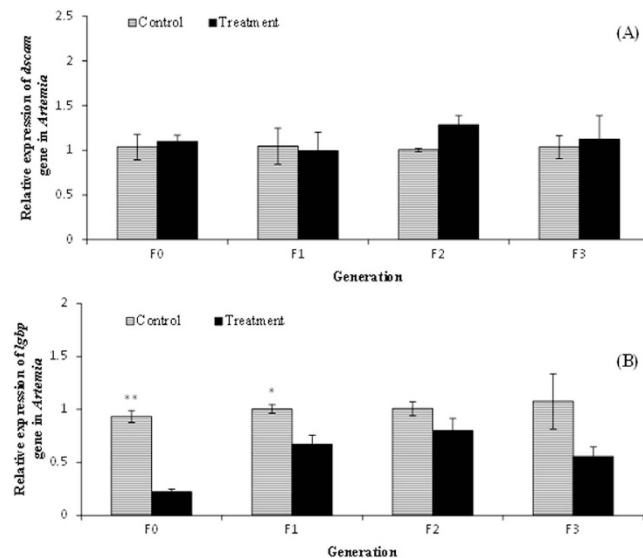 Control Treatment (A)
Relative expression of dscam
gene in Artemia
2.5
2
1.5
1
0.5
0
F0 F1 F2 F3
Generation
Control Treatment (B)
Relative expression of lgbp
gene in Artemia
2
1.5
1
0.5
0
** *
F0 F1 F2 F3
Generation